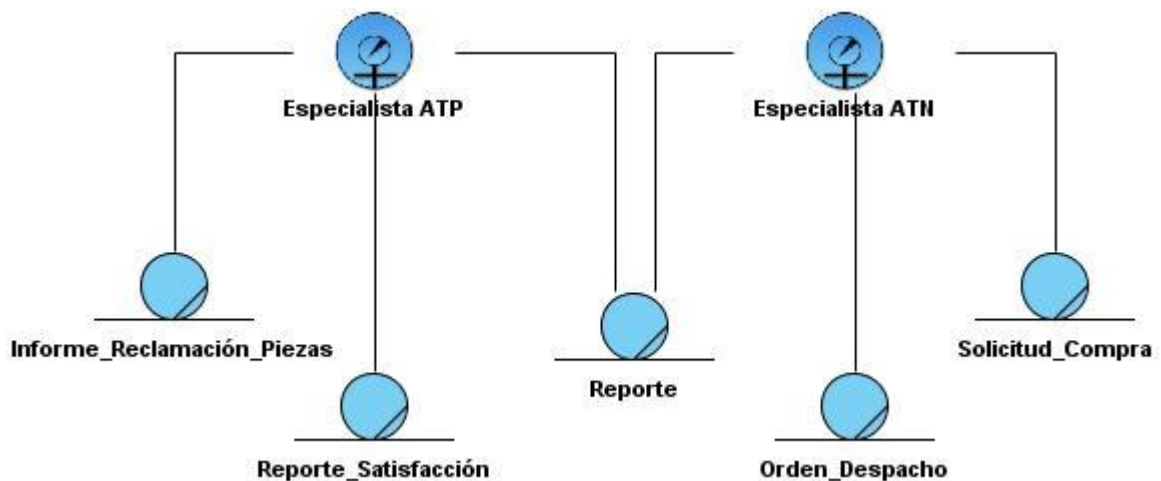 Especialista ATP
Especialista ATN
Informe_Reclamación_Piezas
Solicitud_Compra
Reporte
Reporte_Satisfacción
Orden_Despacho